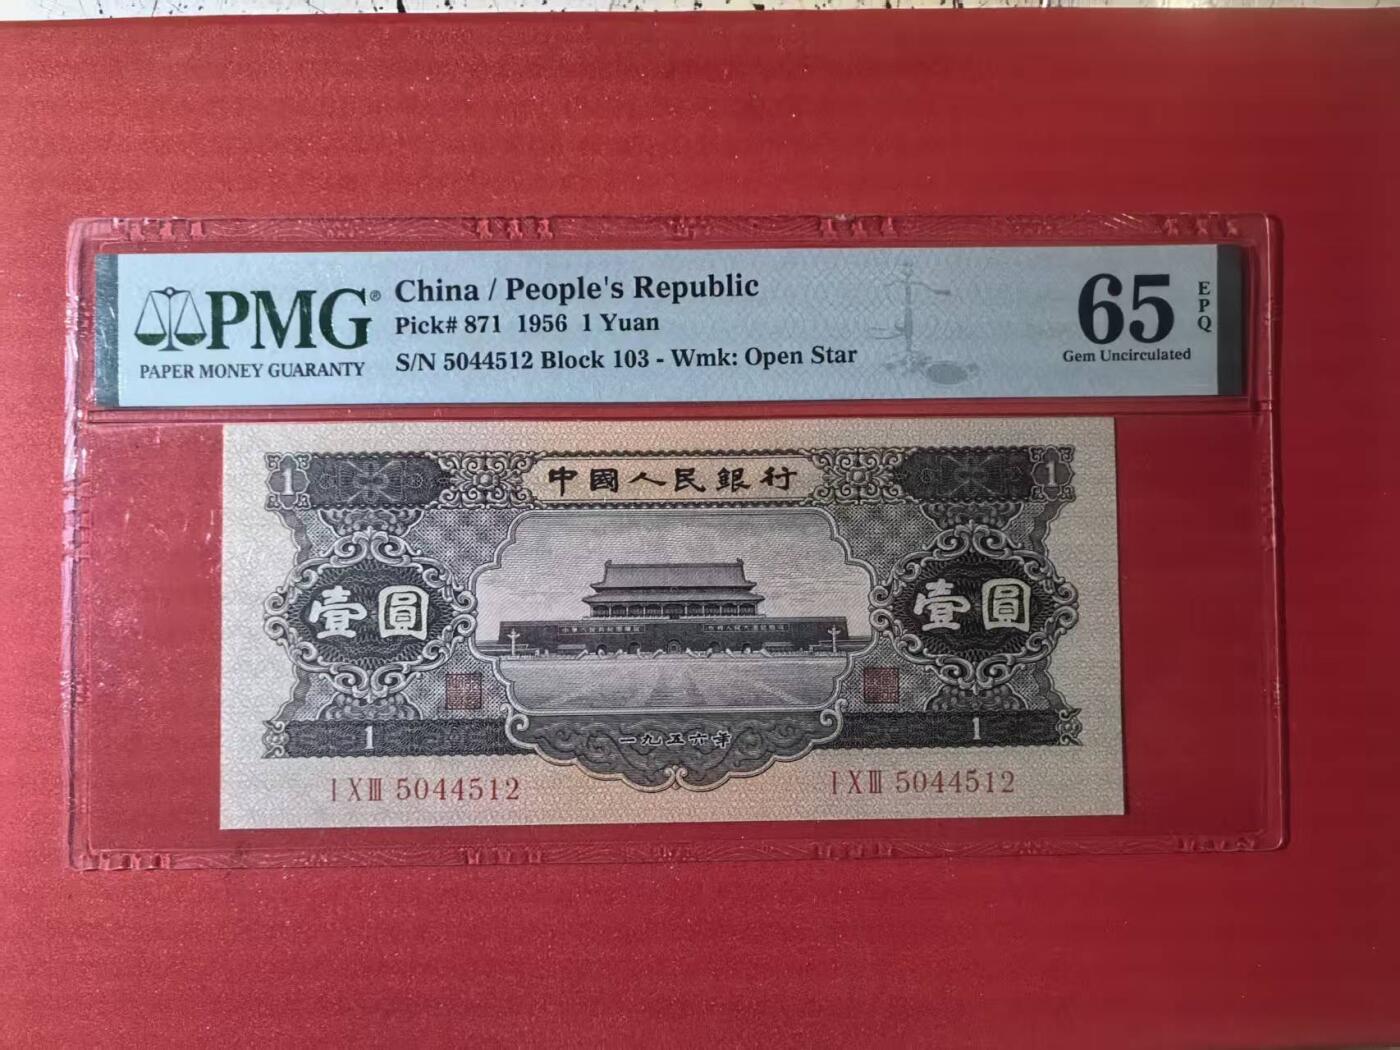 PMG®
PAPER MONEY GUARANTY
China / People's Republic
Pick# 871 1956 1 Yuan
S/N 5044512 Block 103 - Wmk: Open Star
65
EPQ
Gem Uncirculated
1
中國人民銀行
1
壹圓
壹圓
1
一九五六年
1
ⅠⅩⅢ 5044512
ⅠⅩⅢ 5044512